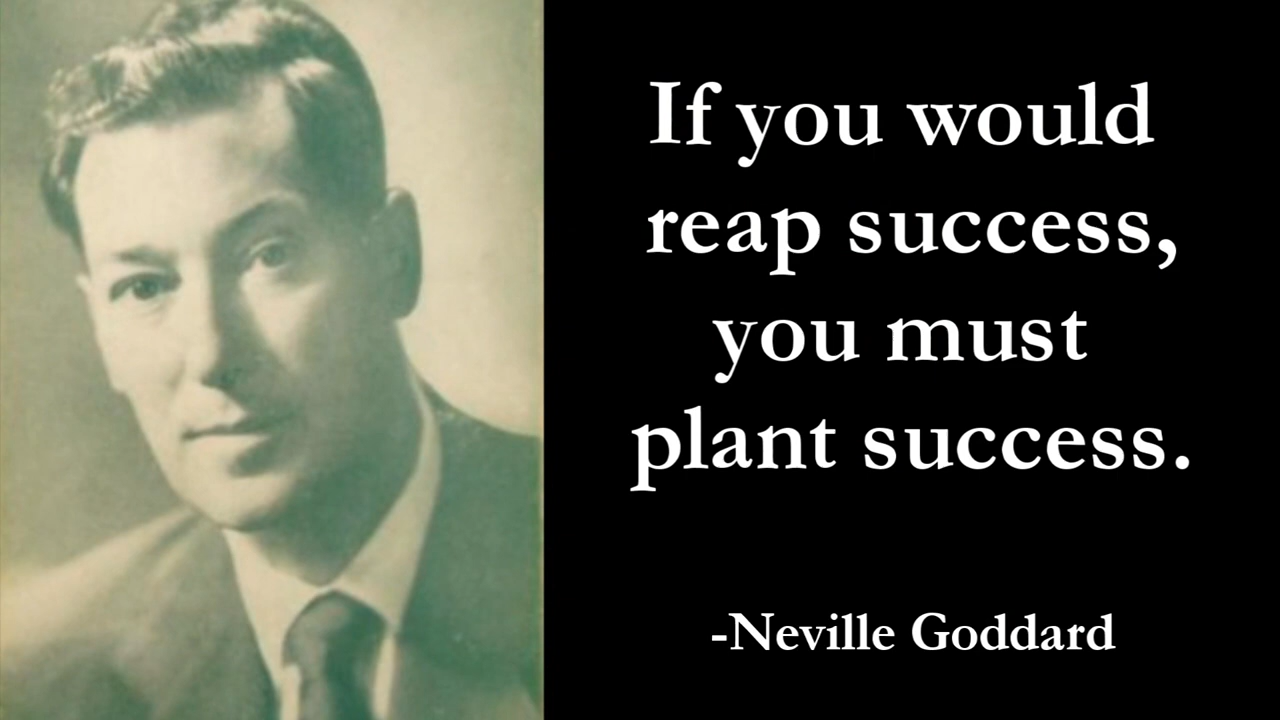 If you would
reap success,
you must
plant success.
-Neville Goddard